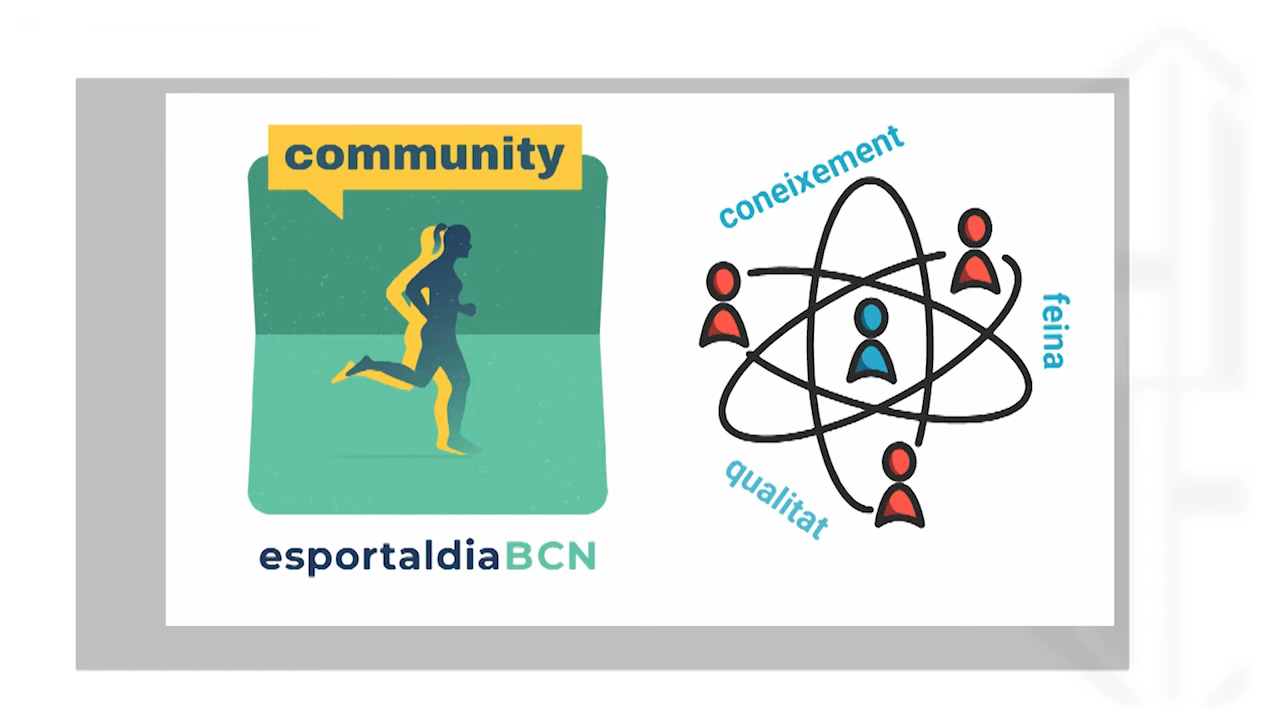 community
esportaldiaBCN
coneixement
feina
qualitat